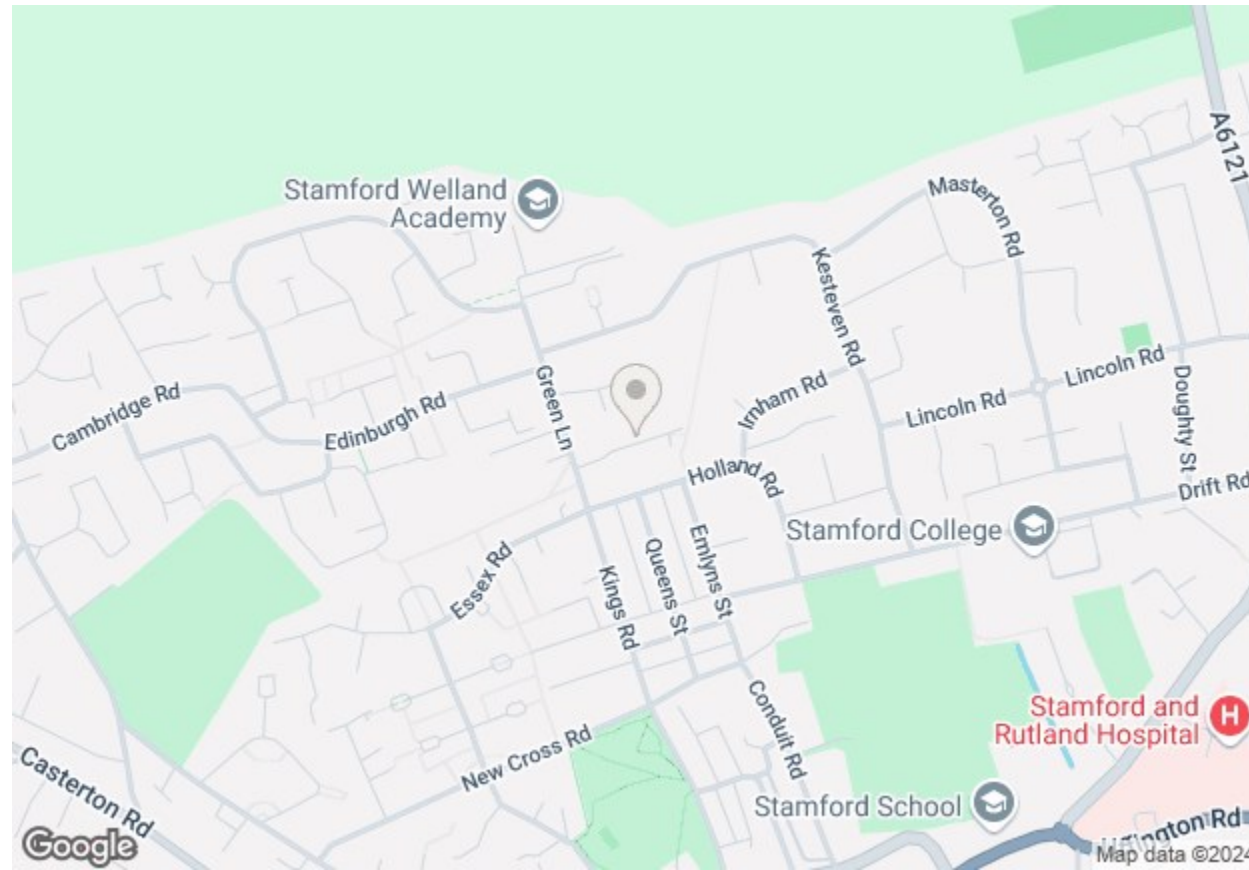 A6121
Stamford Welland
Academy
Masterton Rd
Kesteven Rd
Cambridge Rd
Edinburgh Rd
Green Ln
Irnham Rd
Lincoln Rd
Lincoln Rd
Doughty St
Holland Rd
Drift Rd
Stamford College
Essex Rd
Kings Rd
Queens St
Emlyns St
Conduit Rd
Stamford and
Rutland Hospital
H
New Cross Rd
Casterton Rd
Stamford School
Uffington Rd
Google
Map data ©2024